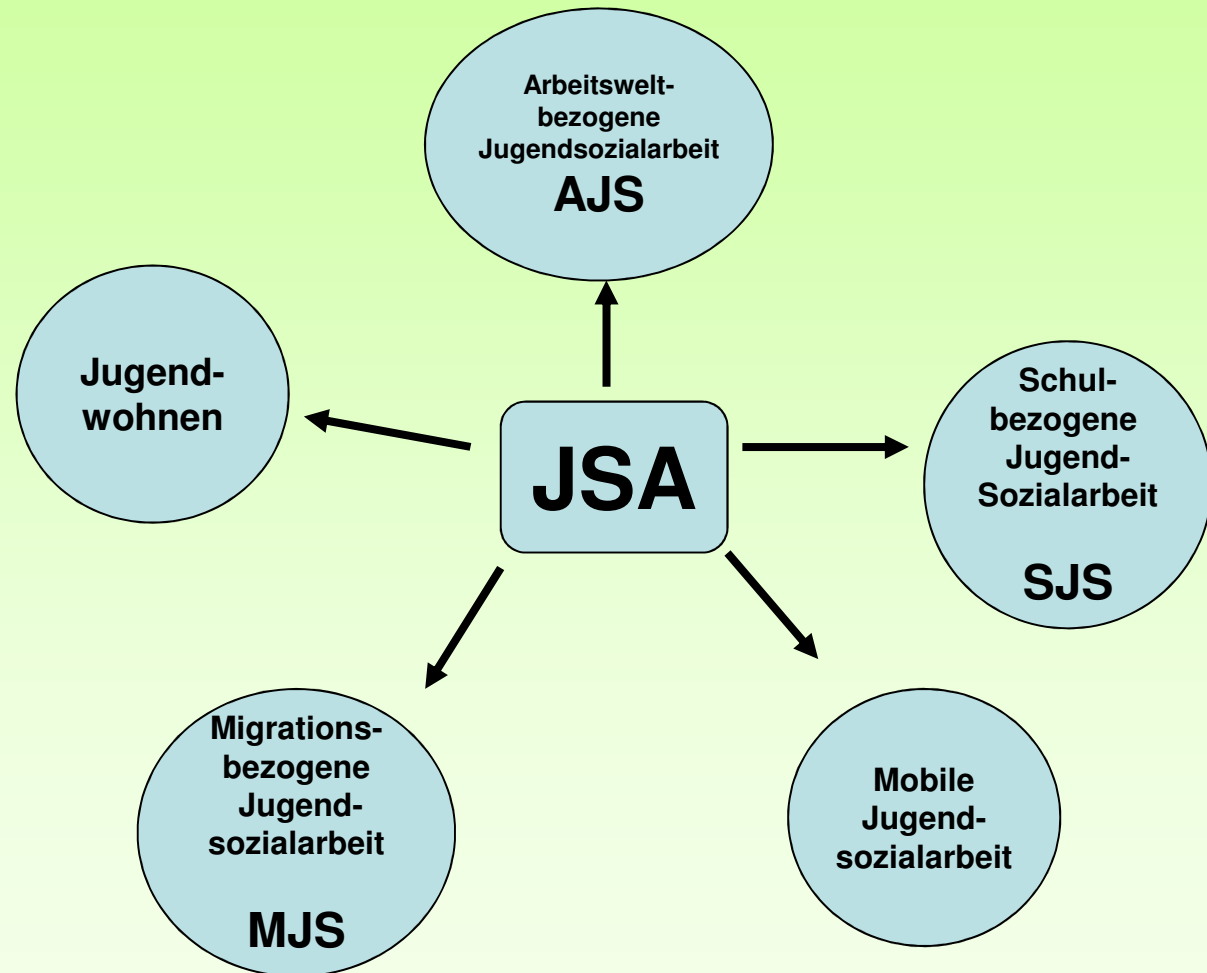 Arbeitswelt-
bezogene
Jugendsozialarbeit
AJS
Jugend-
wohnen
JSA
Schul-
bezogene
Jugend-
Sozialarbeit
SJS
Migrations-
bezogene
Jugend-
sozialarbeit
MJS
Mobile
Jugend-
sozialarbeit